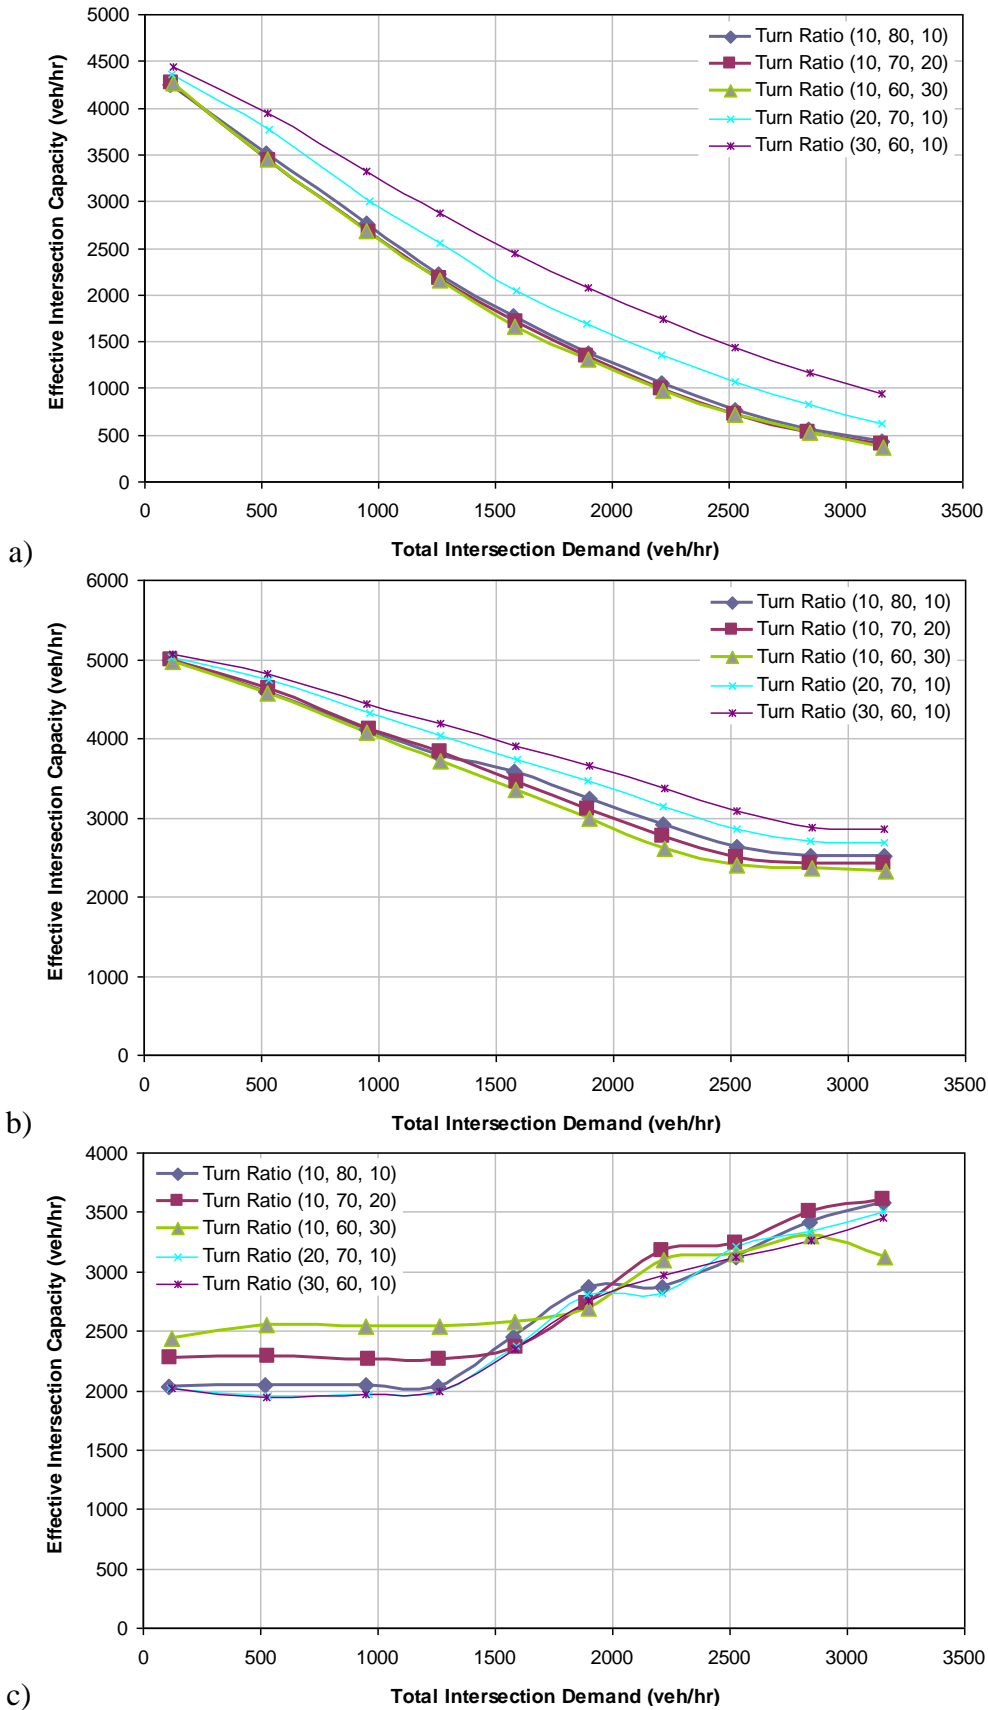 5000
4500
4000
3500
3000
2500
2000
1500
1000
500
0
Effective Intersection Capacity (veh/hr)
Turn Ratio (10, 80, 10)
Turn Ratio (10, 70, 20)
Turn Ratio (10, 60, 30)
Turn Ratio (20, 70, 10)
Turn Ratio (30, 60, 10)
0 500 1000 1500 2000 2500 3000 3500
Total Intersection Demand (veh/hr)
a)
6000
5000
4000
3000
2000
1000
0
Effective Intersection Capacity (veh/hr)
Turn Ratio (10, 80, 10)
Turn Ratio (10, 70, 20)
Turn Ratio (10, 60, 30)
Turn Ratio (20, 70, 10)
Turn Ratio (30, 60, 10)
0 500 1000 1500 2000 2500 3000 3500
Total Intersection Demand (veh/hr)
b)
4000
3500
3000
2500
2000
1500
1000
500
0
Effective Intersection Capacity (veh/hr)
Turn Ratio (10, 80, 10)
Turn Ratio (10, 70, 20)
Turn Ratio (10, 60, 30)
Turn Ratio (20, 70, 10)
Turn Ratio (30, 60, 10)
0 500 1000 1500 2000 2500 3000 3500
Total Intersection Demand (veh/hr)
c)